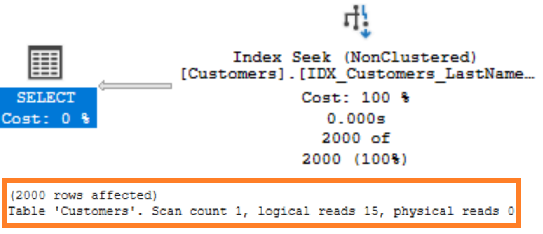 Index Seek (NonClustered)
[Customers].[IDX_Customers_LastName…
Cost: 100 %
0.000s
2000 of
2000 (100%)
SELECT
Cost: 0 %
(2000 rows affected)
Table 'Customers'. Scan count 1, logical reads 15, physical reads 0